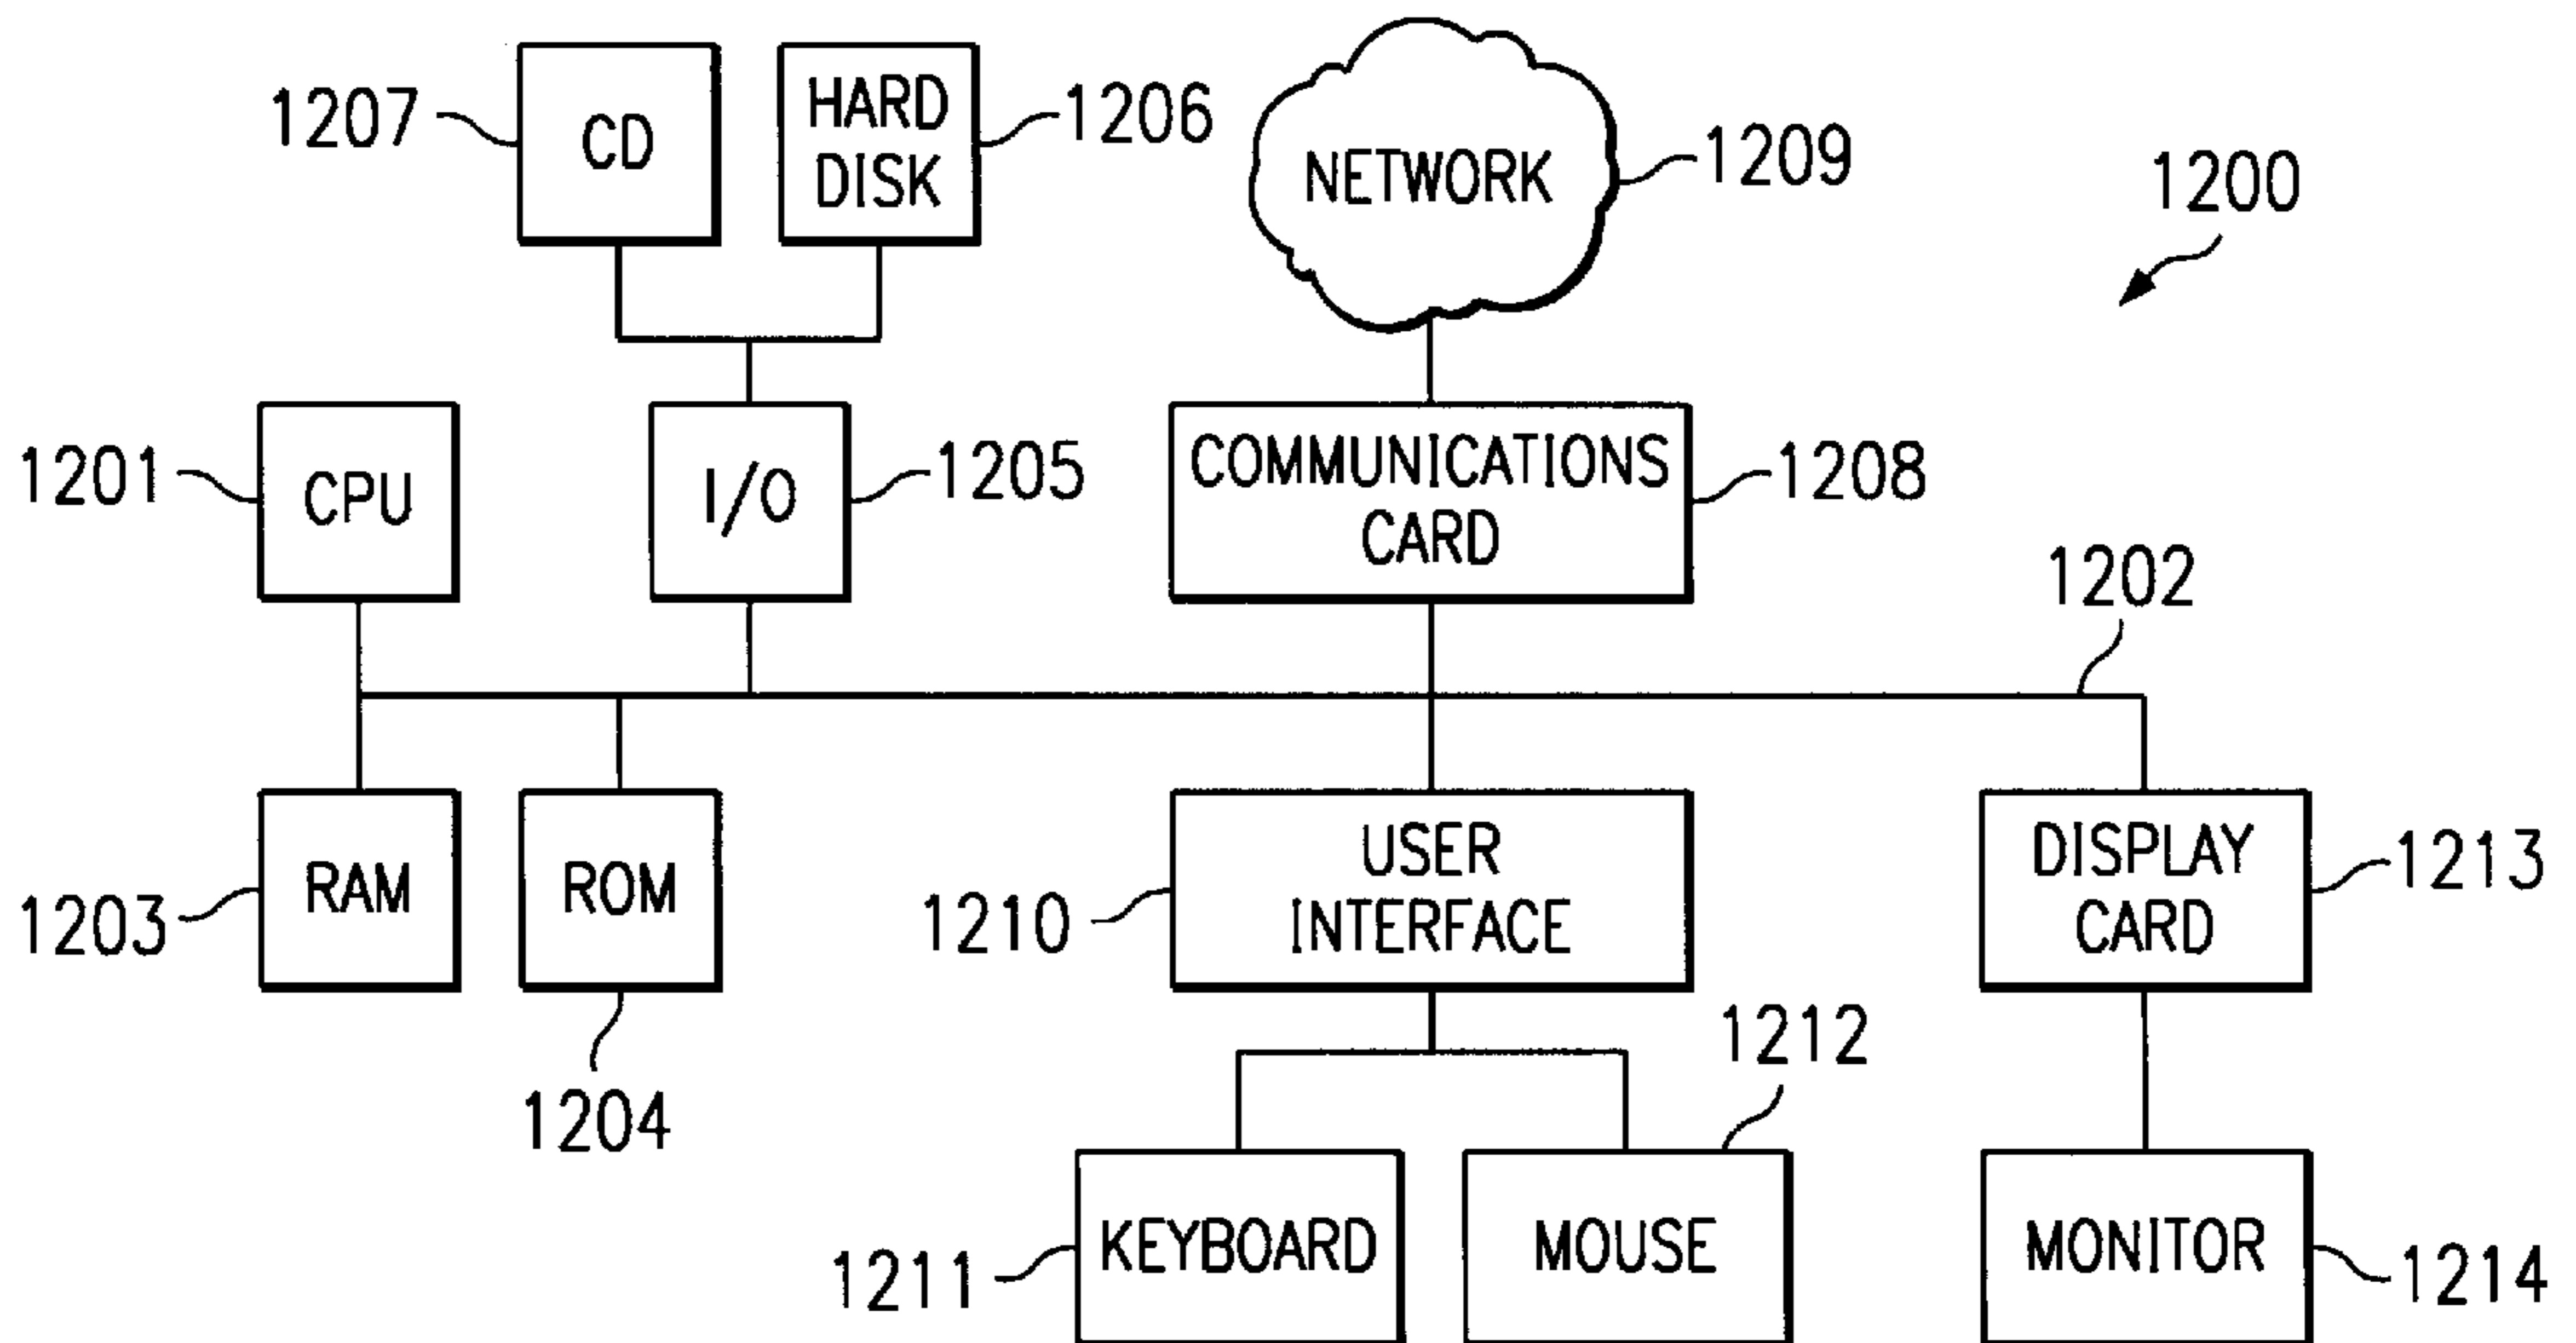 1207
CD
HARD
DISK
1206
NETWORK
1209
1200
1201
CPU
I/O
1205
COMMUNICATIONS
CARD
1208
1202
1203
RAM
ROM
1204
1210
USER
INTERFACE
DISPLAY
CARD
1213
1212
1211
KEYBOARD
MOUSE
MONITOR
1214